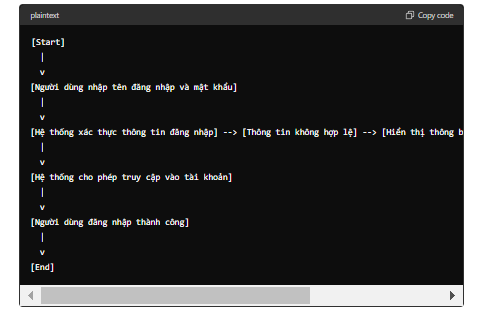 plaintext Copy code
[Start]
|
v
[Người dùng nhập tên đăng nhập và mật khẩu]
|
v
[Hệ thống xác thực thông tin đăng nhập] --> [Thông tin không hợp lệ] --> [Hiển thị thông b
|
v
[Hệ thống cho phép truy cập vào tài khoản]
|
v
[Người dùng đăng nhập thành công]
|
v
[End]